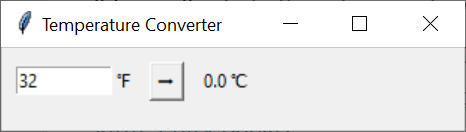 Temperature Converter
32 °F → 0.0 ℃